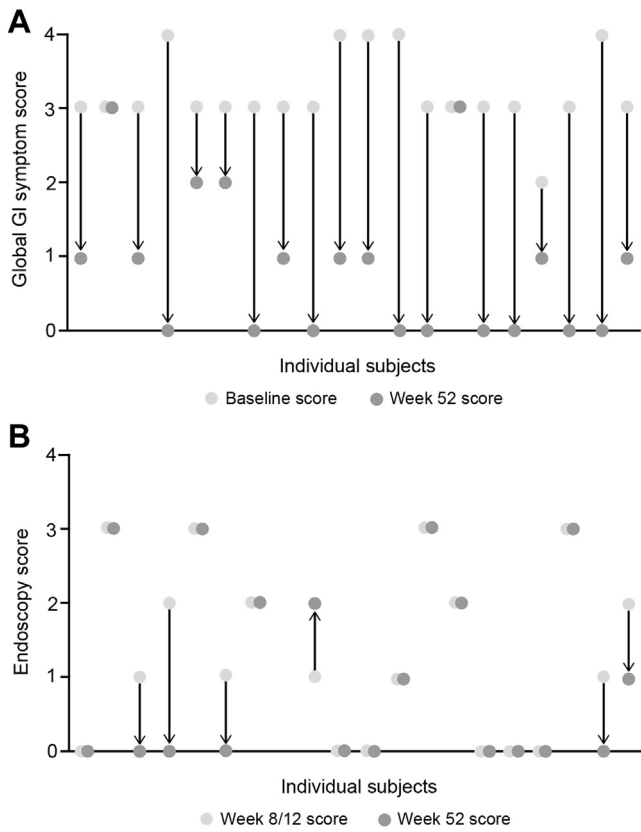 A
4
3
2
1
0
Global GI symptom score
Individual subjects
Baseline score
Week 52 score
B
4
3
2
1
0
Endoscopy score
Individual subjects
Week 8/12 score
Week 52 score